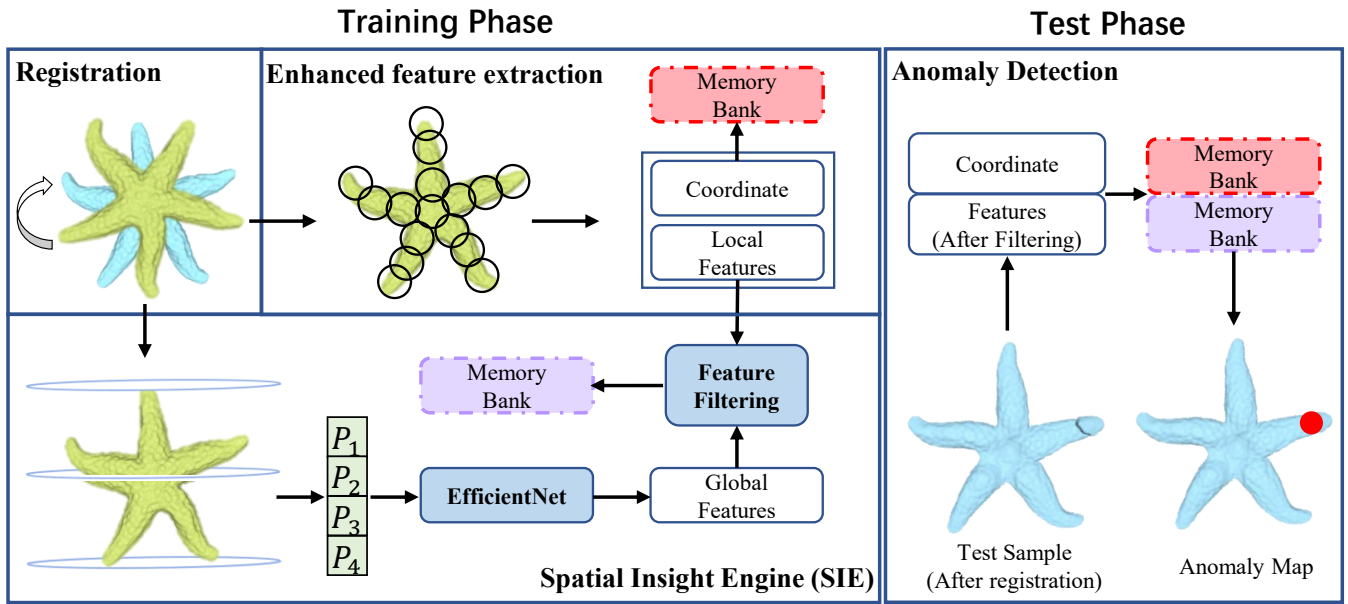 Training Phase
Test Phase
Registration
Enhanced feature extraction
Memory
Bank
Coordinate
Local
Features
Memory
Bank
Feature
Filtering
P₁
P₂
P₃
P₄
EfficientNet
Global
Features
Spatial Insight Engine (SIE)
Anomaly Detection
Coordinate
Features
(After Filtering)
Memory
Bank
Memory
Bank
Test Sample
(After registration)
Anomaly Map